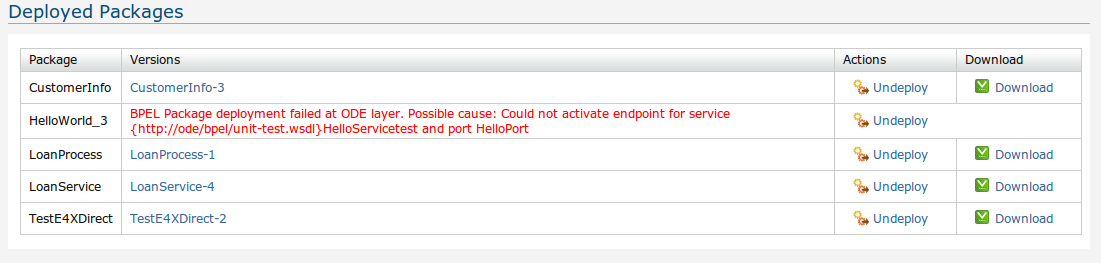 Deployed Packages
Package Versions Actions Download
CustomerInfo CustomerInfo-3 Undeploy Download
HelloWorld_3 BPEL Package deployment failed at ODE layer. Possible cause: Could not activate endpoint for service
{http://ode/bpel/unit-test.wsdl}HelloServicetest and port HelloPort Undeploy
LoanProcess LoanProcess-1 Undeploy Download
LoanService LoanService-4 Undeploy Download
TestE4XDirect TestE4XDirect-2 Undeploy Download